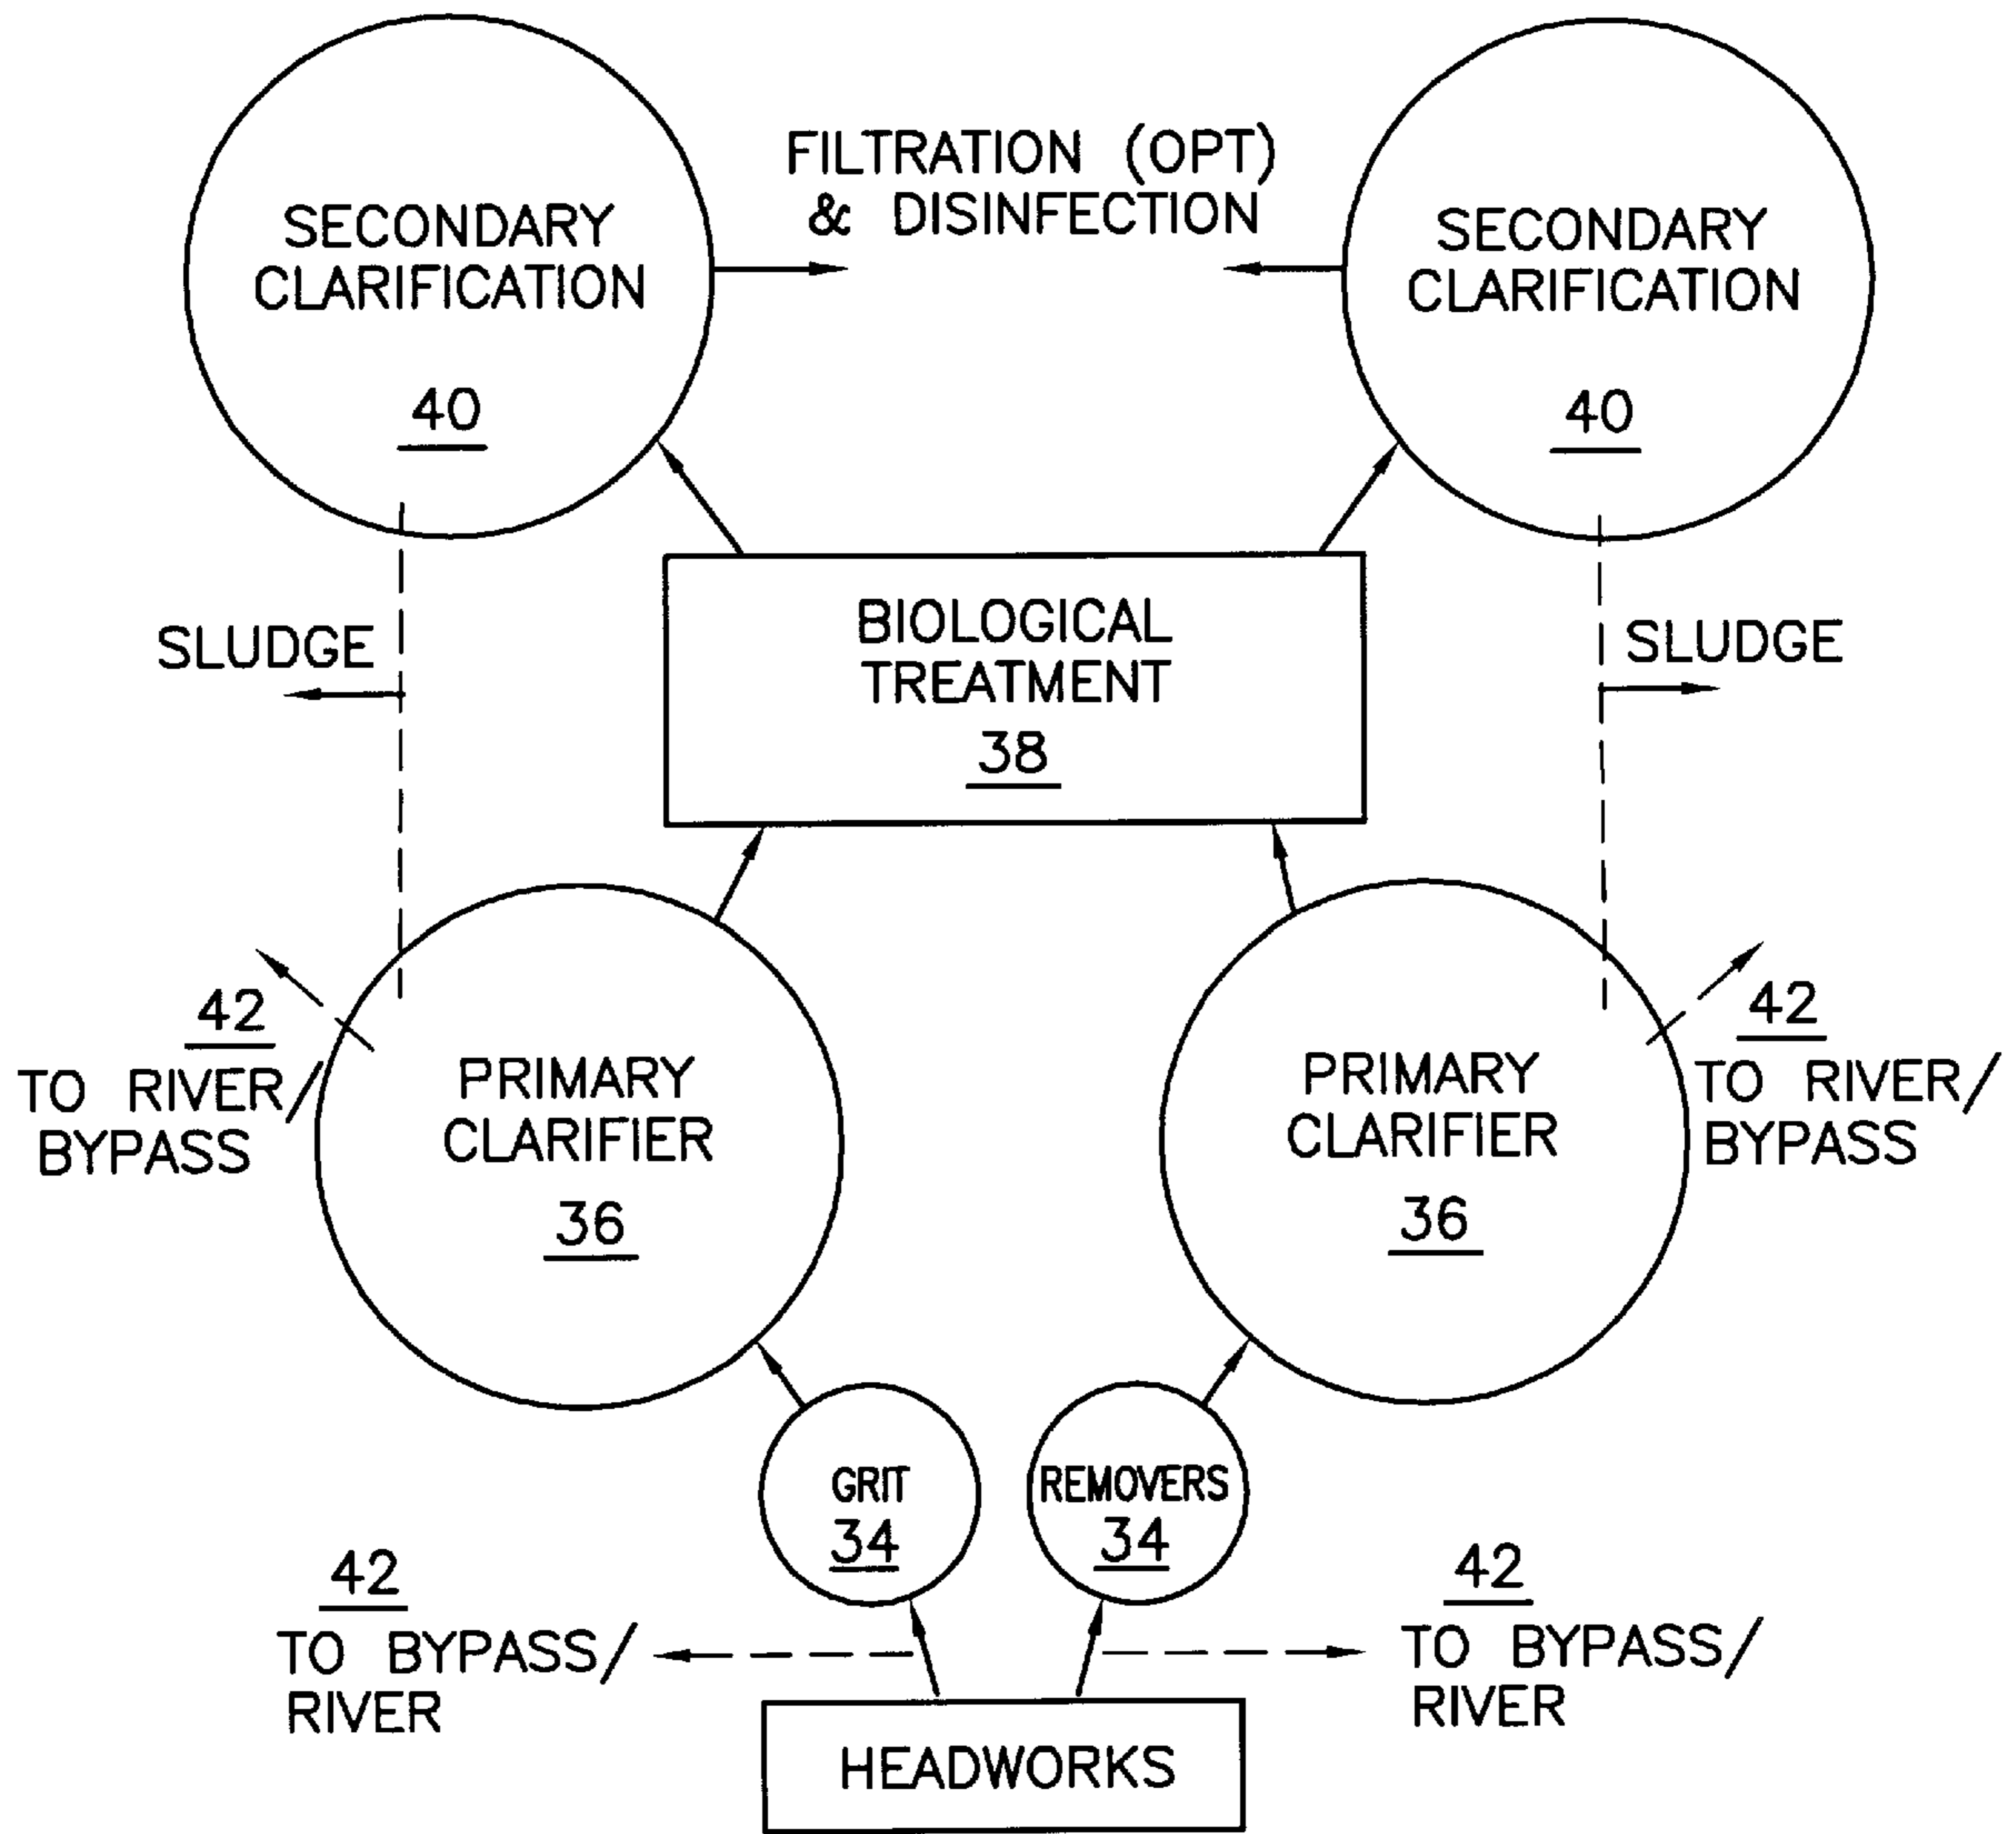 FILTRATION (OPT)
& DISINFECTION
SECONDARY
CLARIFICATION
40
SECONDARY
CLARIFICATION
40
BIOLOGICAL
TREATMENT
38
SLUDGE
SLUDGE
42
TO RIVER/
BYPASS
PRIMARY
CLARIFIER
36
PRIMARY
CLARIFIER
36
42
TO RIVER/
BYPASS
GRIT
34
REMOVERS
34
42
TO BYPASS/
RIVER
42
TO BYPASS/
RIVER
HEADWORKS